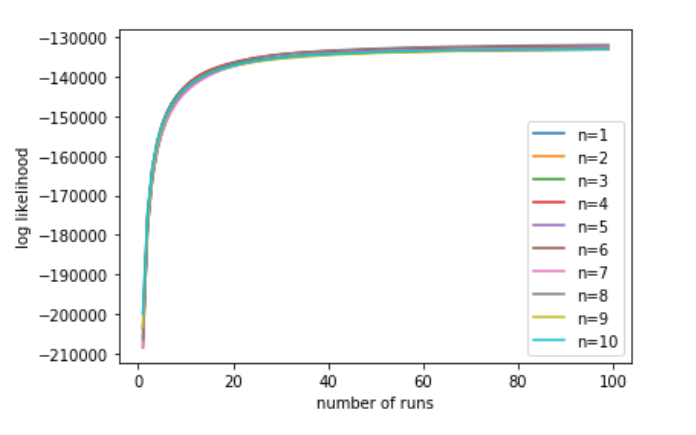 −130000
−140000
−150000
−160000
−170000
−180000
−190000
−200000
−210000
log likelihood
n=1
n=2
n=3
n=4
n=5
n=6
n=7
n=8
n=9
n=10
0 20 40 60 80 100
number of runs